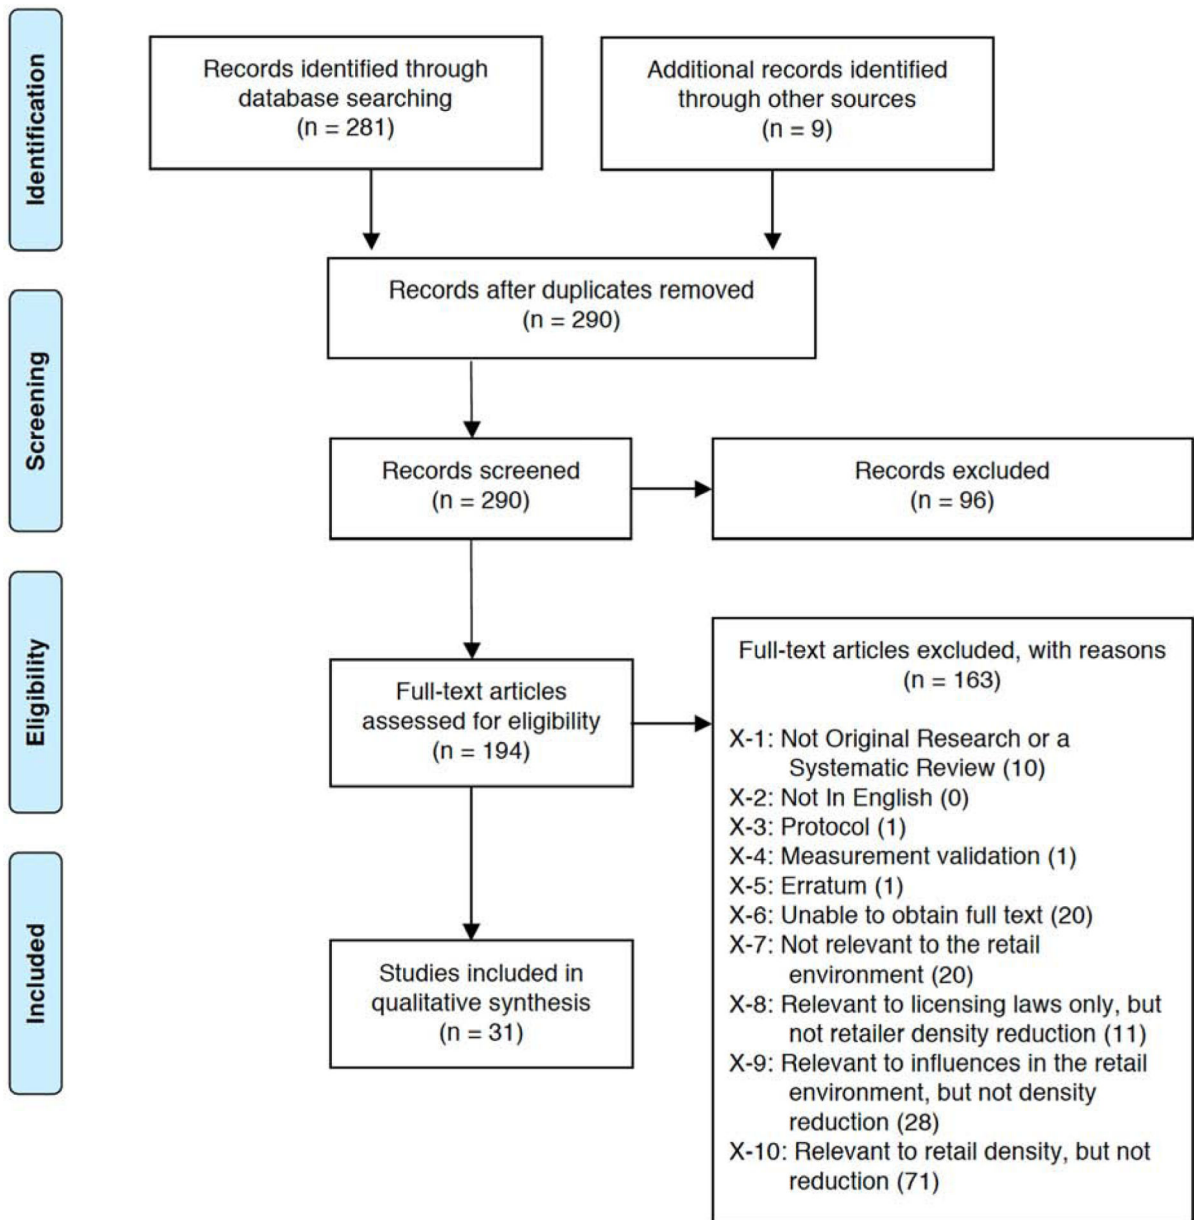 Identification
Records identified through
database searching
(n = 281)
Additional records identified
through other sources
(n = 9)
Records after duplicates removed
(n = 290)
Screening
Records screened
(n = 290)
Records excluded
(n = 96)
Eligibility
Full-text articles
assessed for eligibility
(n = 194)
Full-text articles excluded, with reasons
(n = 163)
X-1: Not Original Research or a
Systematic Review (10)
X-2: Not In English (0)
X-3: Protocol (1)
X-4: Measurement validation (1)
X-5: Erratum (1)
X-6: Unable to obtain full text (20)
X-7: Not relevant to the retail
environment (20)
X-8: Relevant to licensing laws only, but
not retailer density reduction (11)
X-9: Relevant to influences in the retail
environment, but not density
reduction (28)
X-10: Relevant to retail density, but not
reduction (71)
Included
Studies included in
qualitative synthesis
(n = 31)